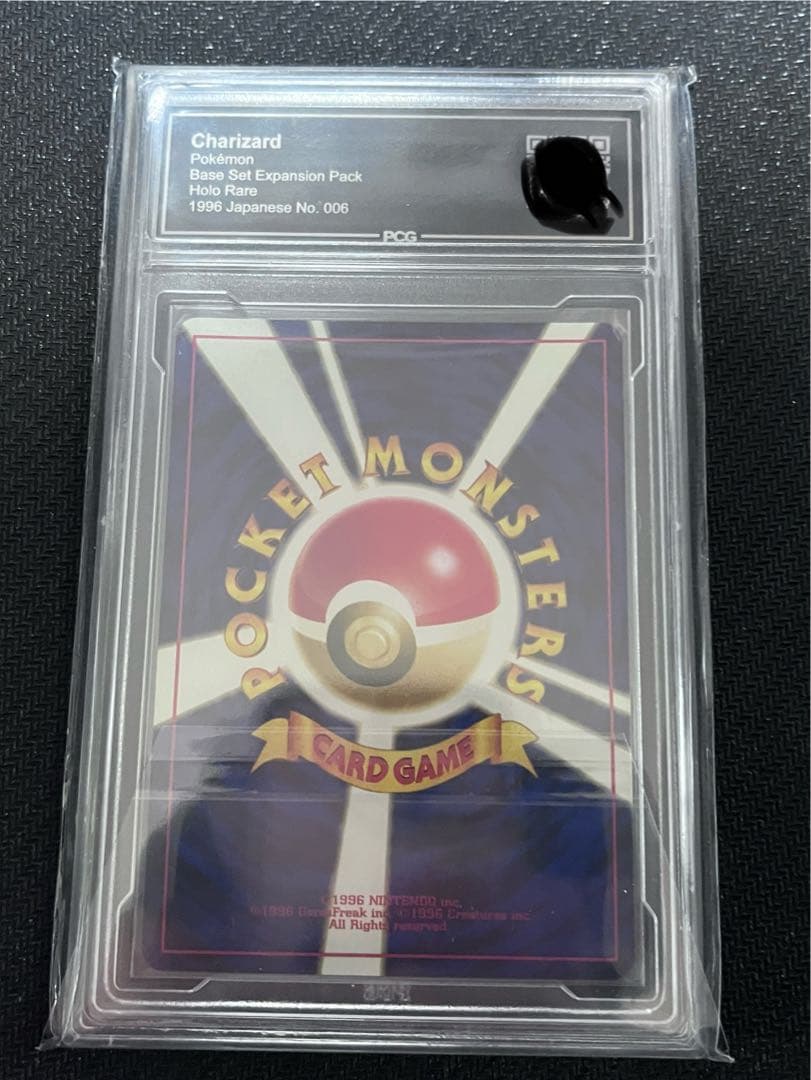 Charizard
Pokémon
Base Set Expansion Pack
Holo Rare
1996 Japanese No. 006
PCG
POCKET MONSTERS
CARD GAME
©1996 NINTENDO inc.
©1996 GameFreak inc. ©1996 Creatures inc.
All Rights reserved